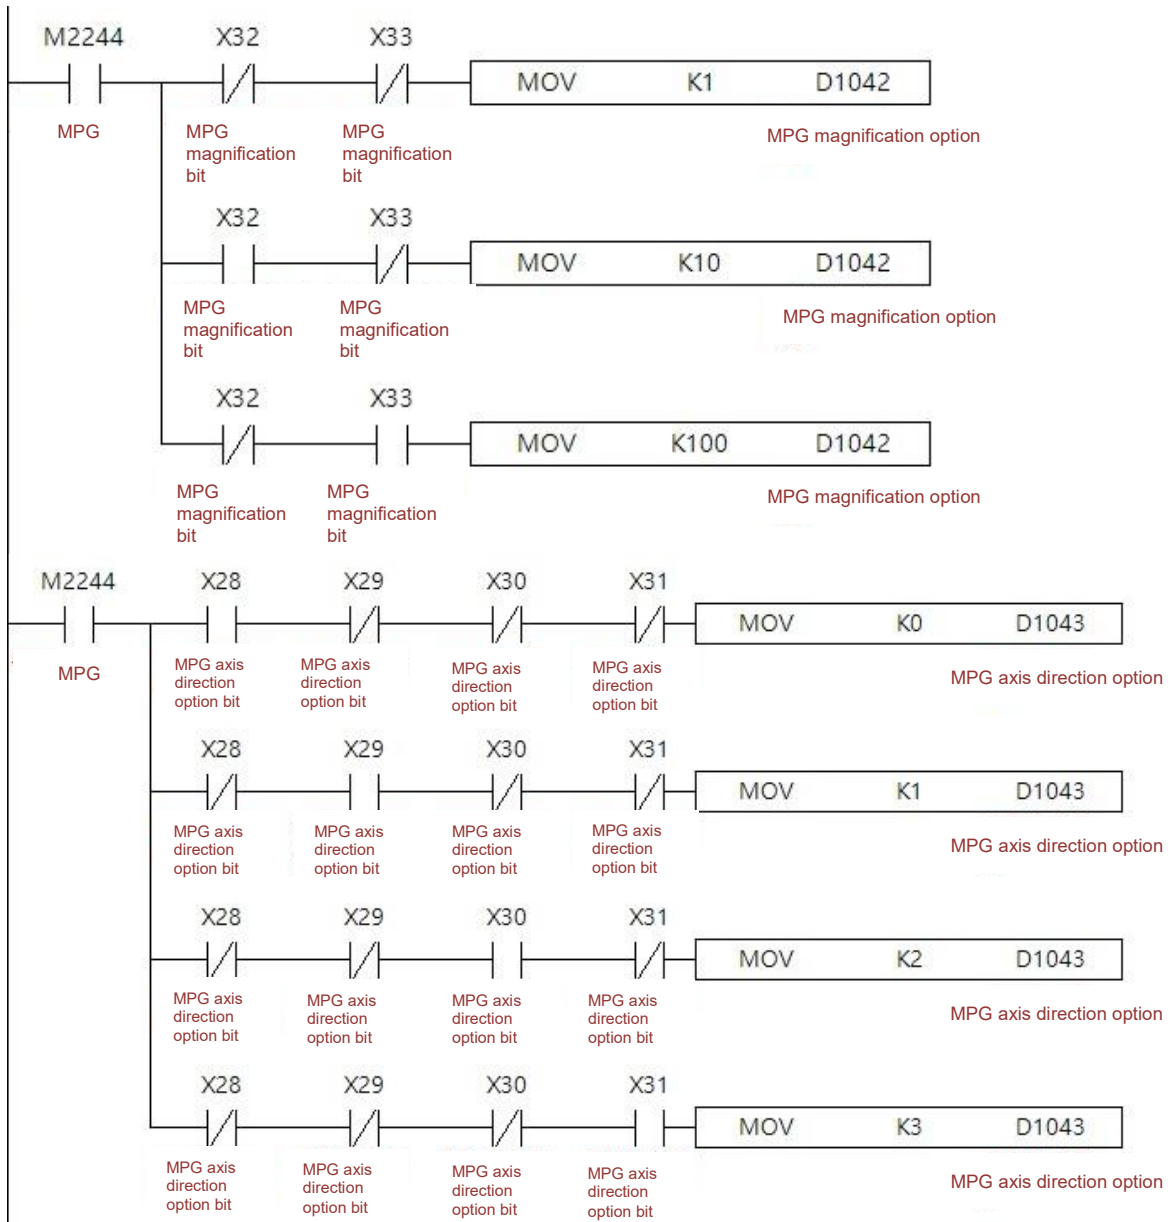 M2244 X32 X33
MOV K1 D1042
MPG MPG MPG MPG magnification option
magnification magnification
bit bit
X32 X33
MOV K10 D1042
MPG MPG MPG magnification option
magnification magnification
bit bit
X32 X33
MOV K100 D1042
MPG MPG MPG magnification option
magnification magnification
bit bit
M2244 X28 X29 X30 X31
MOV K0 D1043
MPG MPG axis MPG axis MPG axis MPG axis MPG axis direction option
direction direction direction direction
option bit option bit option bit option bit
X28 X29 X30 X31
MOV K1 D1043
MPG axis MPG axis MPG axis MPG axis MPG axis direction option
direction direction direction direction
option bit option bit option bit option bit
X28 X29 X30 X31
MOV K2 D1043
MPG axis MPG axis MPG axis MPG axis MPG axis direction option
direction direction direction direction
option bit option bit option bit option bit
X28 X29 X30 X31
MOV K3 D1043
MPG axis MPG axis MPG axis MPG axis MPG axis direction option
direction direction direction direction
option bit option bit option bit option bit